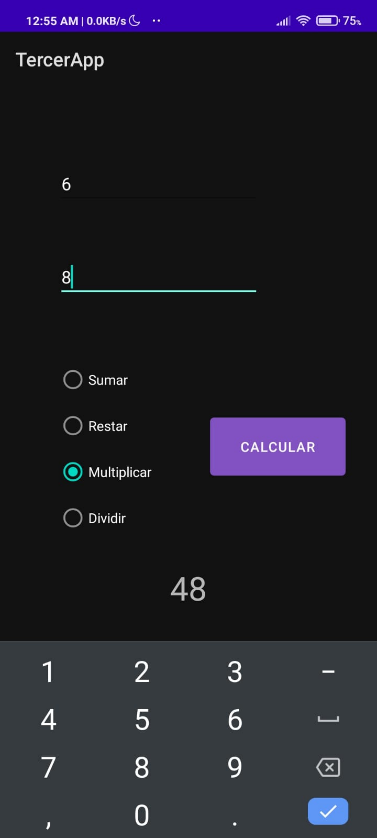 12:55 AM | 0.0KB/s
75%
TercerApp
6
8
Sumar
Restar
CALCULAR
Multiplicar
Dividir
48
1 2 3 -
4 5 6
7 8 9
, 0 .